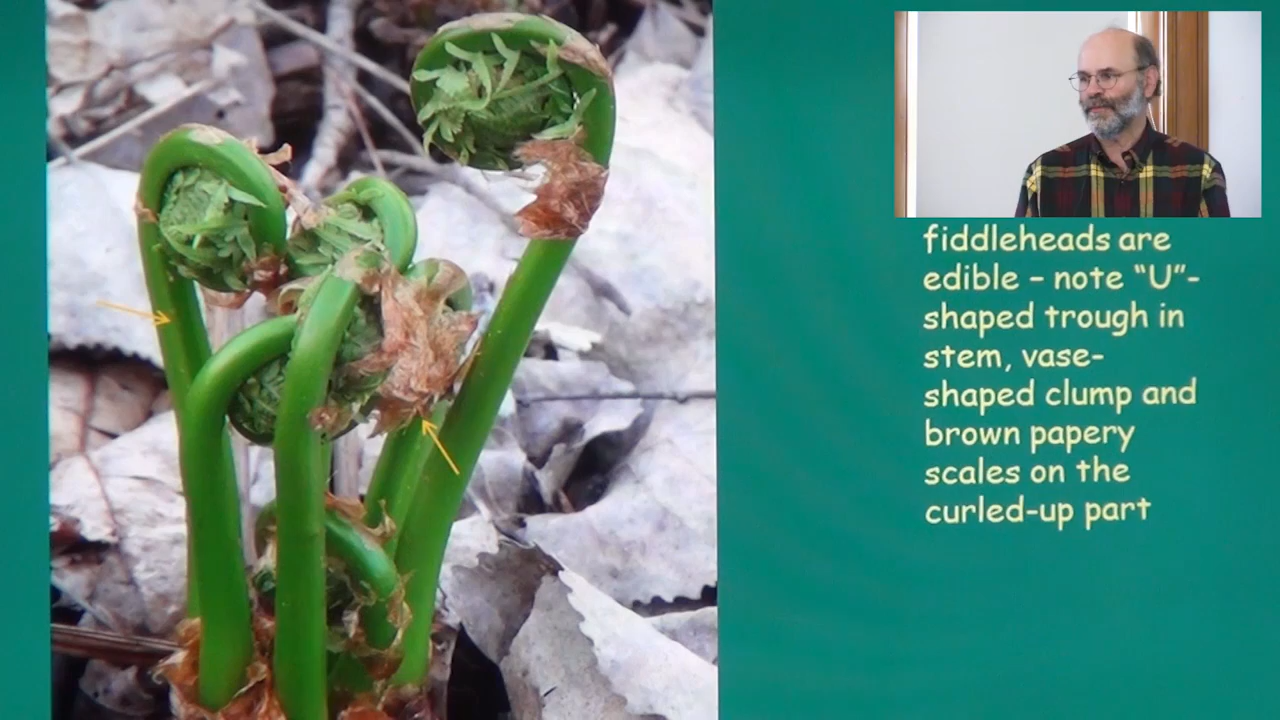 fiddleheads are
edible – note “U”-
shaped trough in
stem, vase-
shaped clump and
brown papery
scales on the
curled-up part